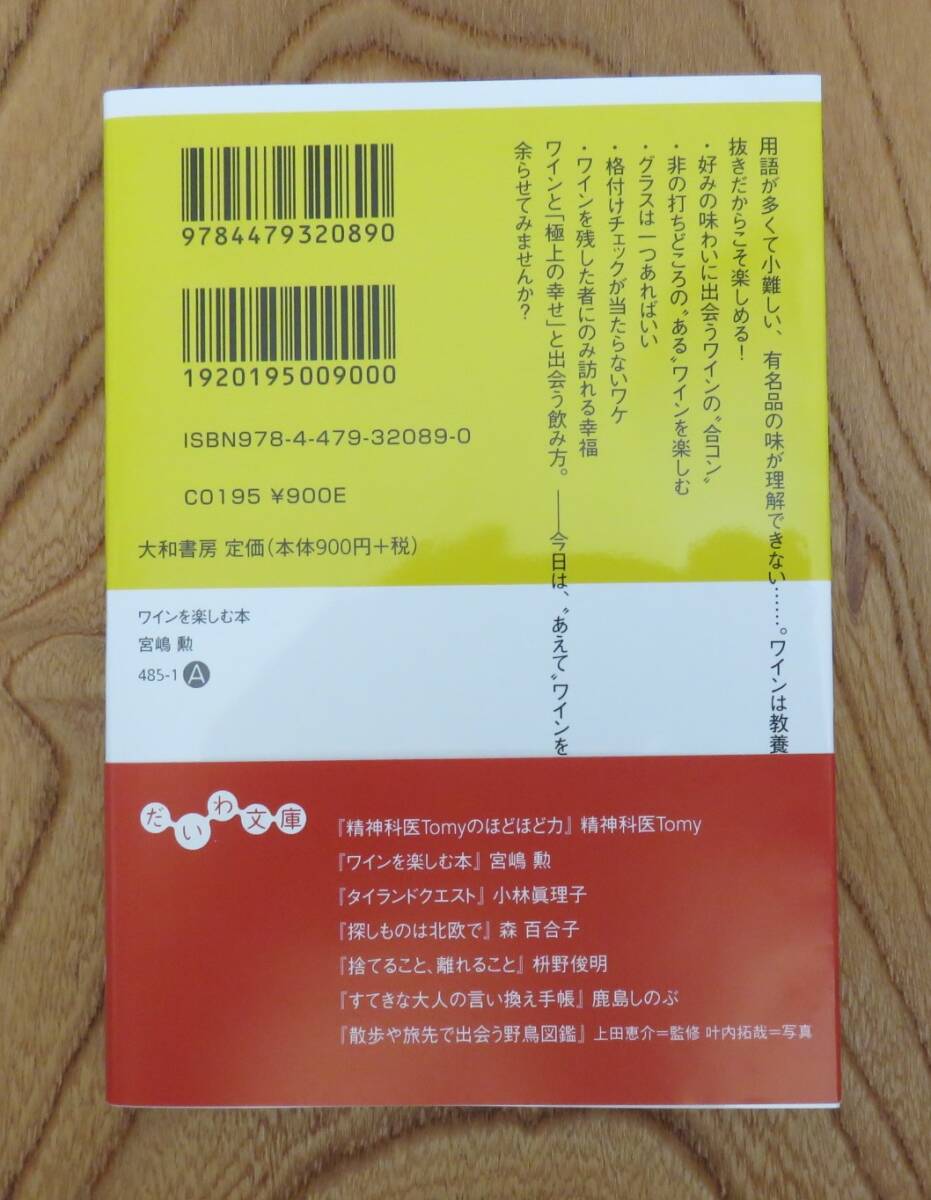 用語が多くて小難しい、有名品の味が理解できない……。ワインは教養
抜きだからこそ楽しめる！
・好みの味わいに出会うワインの〝合コン〟
・非の打ちどころの〝ある〟ワインを楽しむ
・グラスは一つあればいい
・格付けチェックが当たらないワケ
・ワインを残した者にのみ訪れる幸福
ワインと「極上の幸せ」と出会う飲み方。――今日は、〝あえて〟ワインを
余らせてみませんか？
9784479320890
1920195009000
ISBN978-4-479-32089-0
C0195 ¥900E
大和書房 定価（本体900円＋税）
ワインを楽しむ本
宮嶋 勲
485-1 A
だいわ文庫
『精神科医Tomyのほどほど力』 精神科医Tomy
『ワインを楽しむ本』 宮嶋 勲
『タイランドクエスト』 小林眞理子
『探しものは北欧で』 森 百合子
『捨てること、離れること』 枡野俊明
『すてきな大人の言い換え手帳』 鹿島しのぶ
『散歩や旅先で出会う野鳥図鑑』 上田恵介＝監修 叶内拓哉＝写真